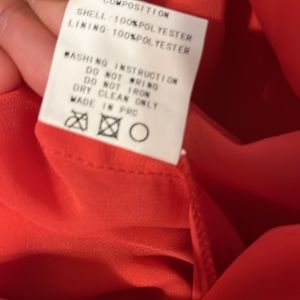 COMPOSITION
SHELL:100%POLYESTER
LINING:100%POLYESTER
WASHING INSTRUCTION
DO NOT WRING
DO NOT IRON
DRY CLEAN ONLY
MADE IN PRC